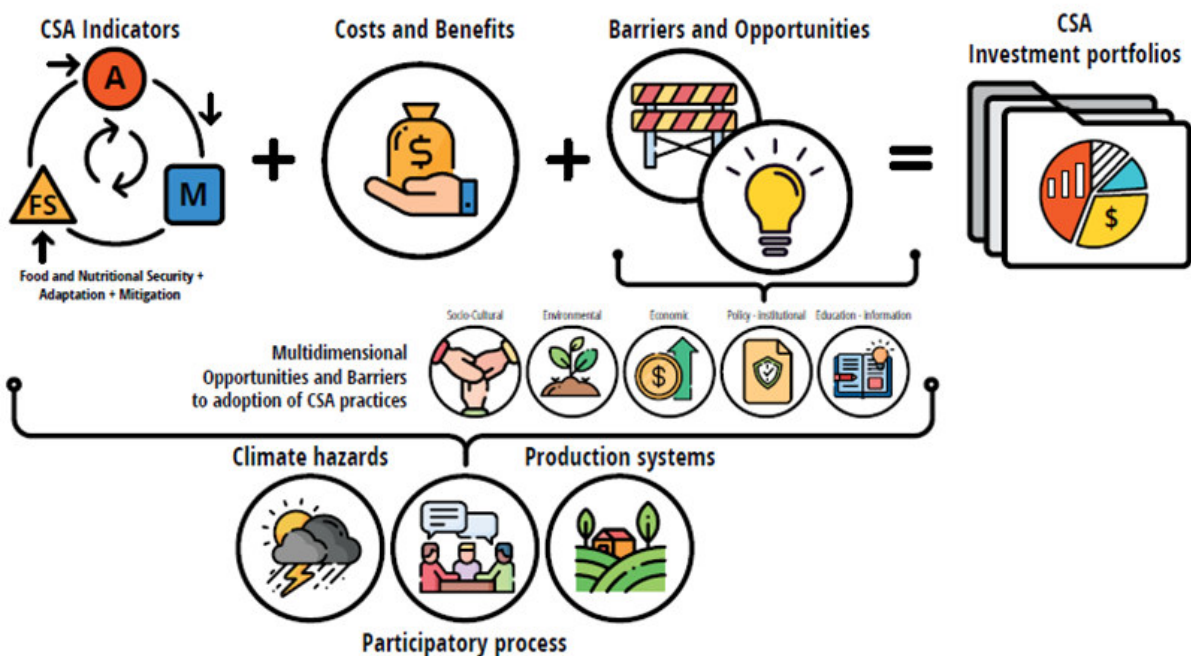 CSA Indicators
Costs and Benefits
Barriers and Opportunities
CSA
Investment portfolios
A
M
FS
$
$
Food and Nutritional Security +
Adaptation + Mitigation
Socio-Cultural
Environmental
Economic
Policy - Institutional
Education - Information
Multidimensional
Opportunities and Barriers
to adoption of CSA practices
$
Climate hazards
Production systems
Participatory process